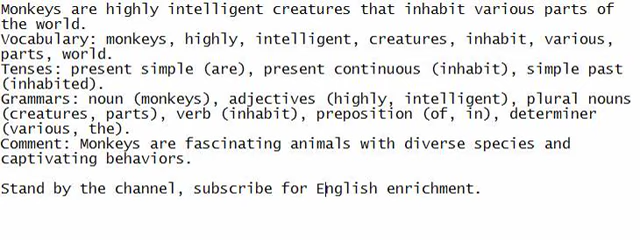 Monkeys are highly intelligent creatures that inhabit various parts of
the world.
Vocabulary: monkeys, highly, intelligent, creatures, inhabit, various,
parts, world.
Tenses: present simple (are), present continuous (inhabit), simple past
(inhabited).
Grammars: noun (monkeys), adjectives (highly, intelligent), plural nouns
(creatures, parts), verb (inhabit), preposition (of, in), determiner
(various, the).
Comment: Monkeys are fascinating animals with diverse species and
captivating behaviors.
Stand by the channel, subscribe for English enrichment.